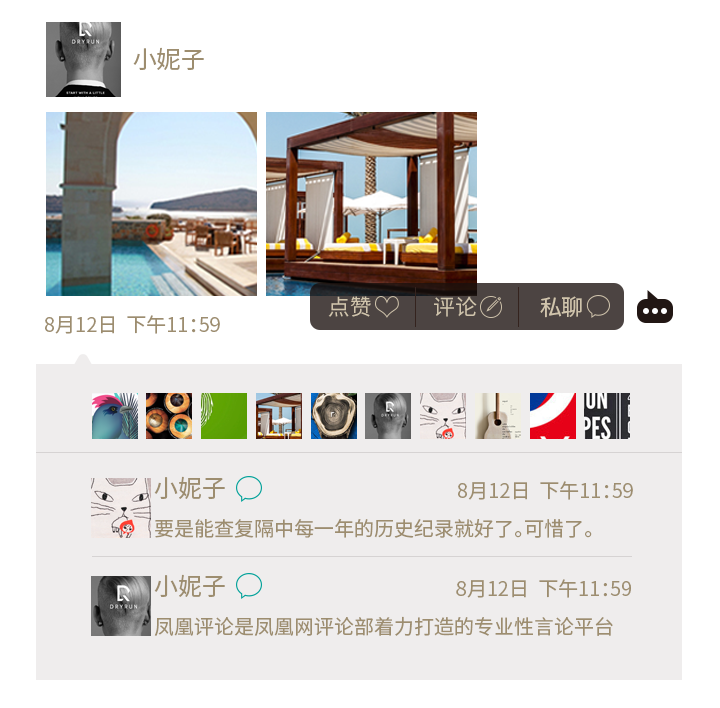 DRYRUN
START WITH A LITTLE
小妮子
8月12日 下午11:59
点赞
评论
私聊
DRYRUN
UN
PES
小妮子
8月12日 下午11:59
要是能查复隔中每一年的历史纪录就好了。可惜了。
小妮子
8月12日 下午11:59
DRYRUN
凤凰评论是凤凰网评论部着力打造的专业性言论平台